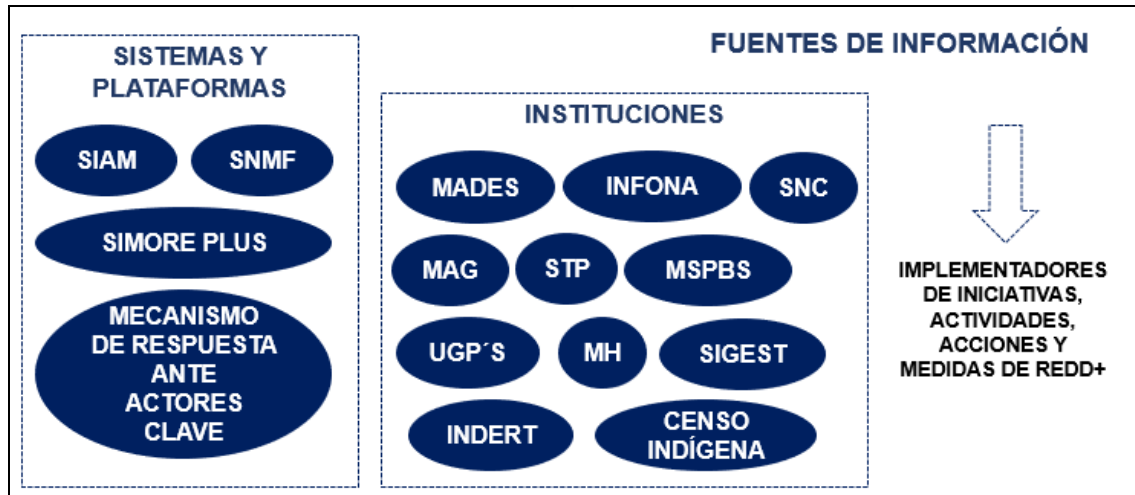 SISTEMAS Y
PLATAFORMAS
SIAM
SNMF
SIMORE PLUS
MECANISMO
DE RESPUESTA
ANTE
ACTORES
CLAVE
INSTITUCIONES
MADES
INFONA
SNC
MAG
STP
MSPBS
UGP´S
MH
SIGEST
INDERT
CENSO
INDÍGENA
FUENTES DE INFORMACIÓN
IMPLEMENTADORES
DE INICIATIVAS,
ACTIVIDADES,
ACCIONES Y
MEDIDAS DE REDD+